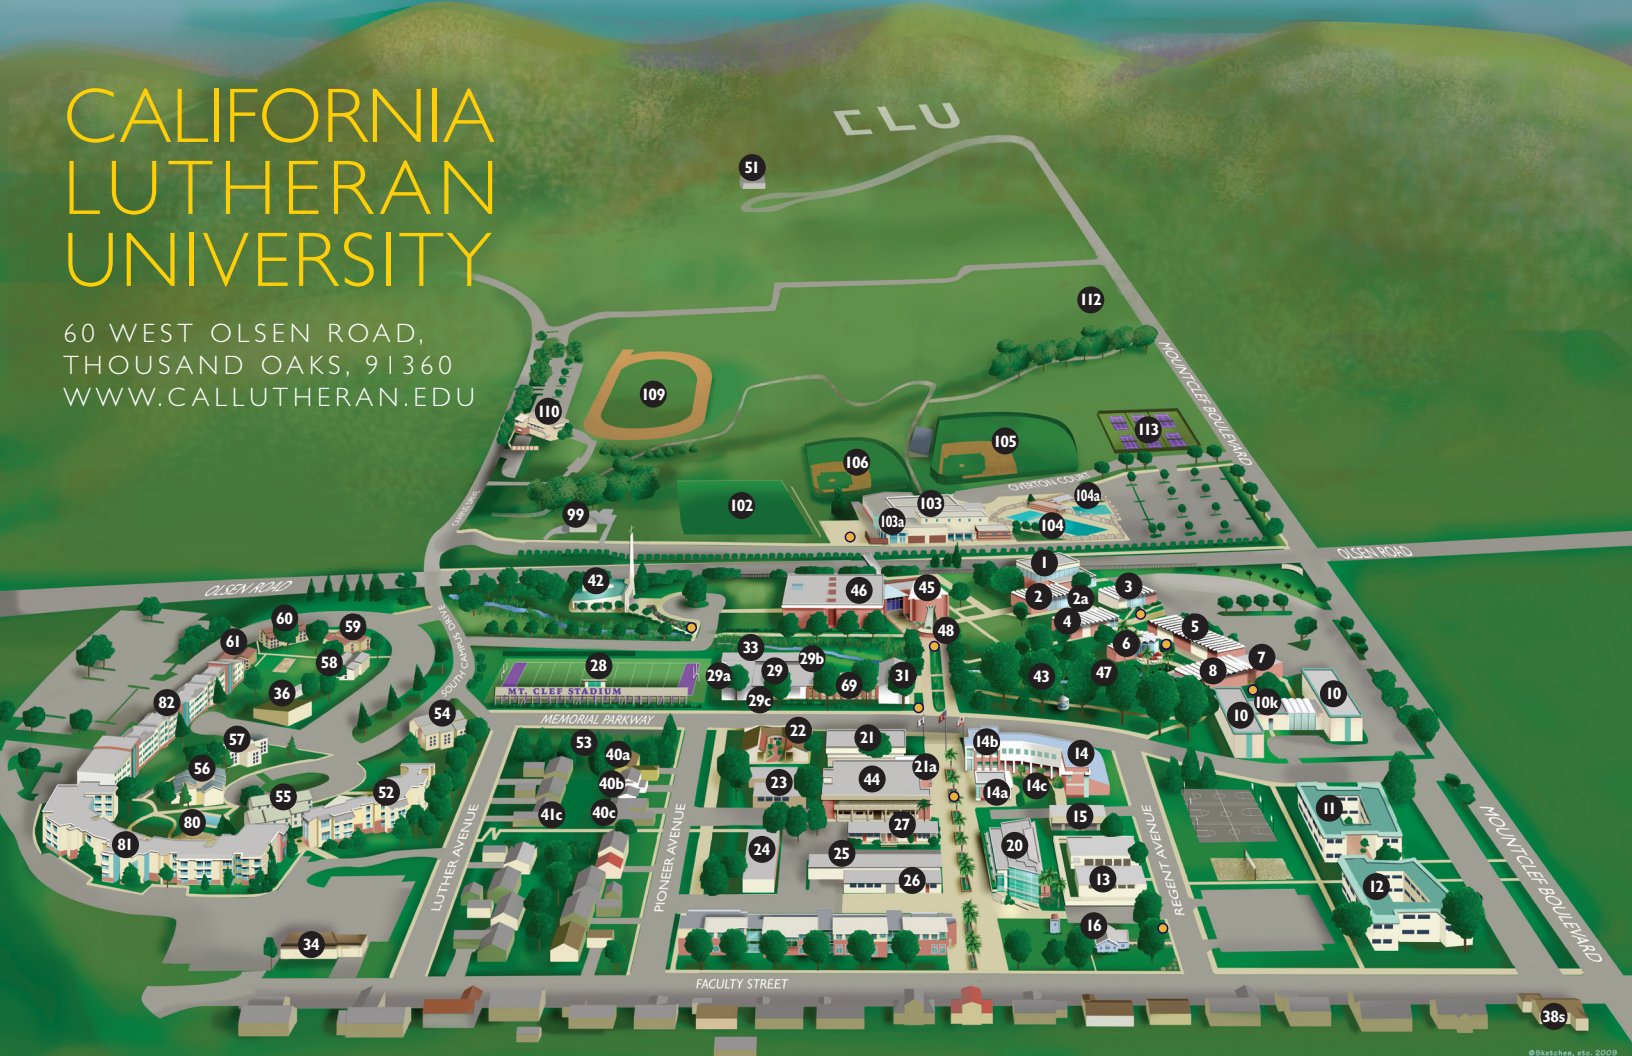 CALIFORNIA
LUTHERAN
UNIVERSITY
60 WEST OLSEN ROAD,
THOUSAND OAKS, 91360
WWW.CALLUTHERAN.EDU
CLU
51
112
MOUNTCLEF BOULEVARD
109
110
113
105
106
OVERTON COURT
104a
103
102
103a
104
99
CAMPUS DRIVE
OLSEN ROAD
OLSEN ROAD
1
42
46
45
2
2a
3
4
5
6
7
8
48
43
47
10
10k
10
60
59
61
58
36
82
SOUTH CAMPUS DRIVE
28
MT. CLEF STADIUM
33
29b
29a
29
29c
69
31
MEMORIAL PARKWAY
54
57
56
55
52
80
81
53
40a
40b
40c
41c
22
21
21a
23
44
14b
14
14a
14c
15
27
24
25
26
20
13
16
11
12
LUTHER AVENUE
PIONEER AVENUE
REGENT AVENUE
MOUNTCLEF BOULEVARD
34
FACULTY STREET
38s
©Sketches, etc. 2009